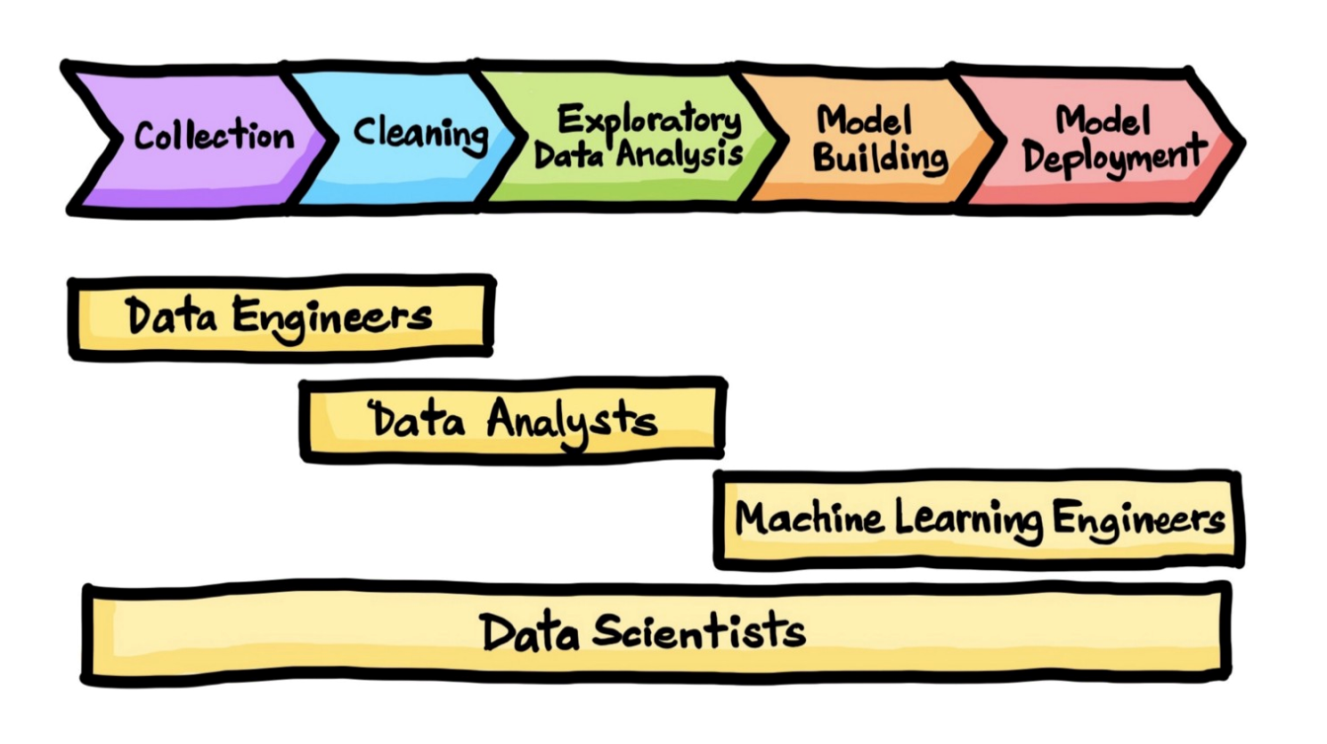 Collection
Cleaning
Exploratory
Data Analysis
Model
Building
Model
Deployment
Data Engineers
Data Analysts
Machine Learning Engineers
Data Scientists